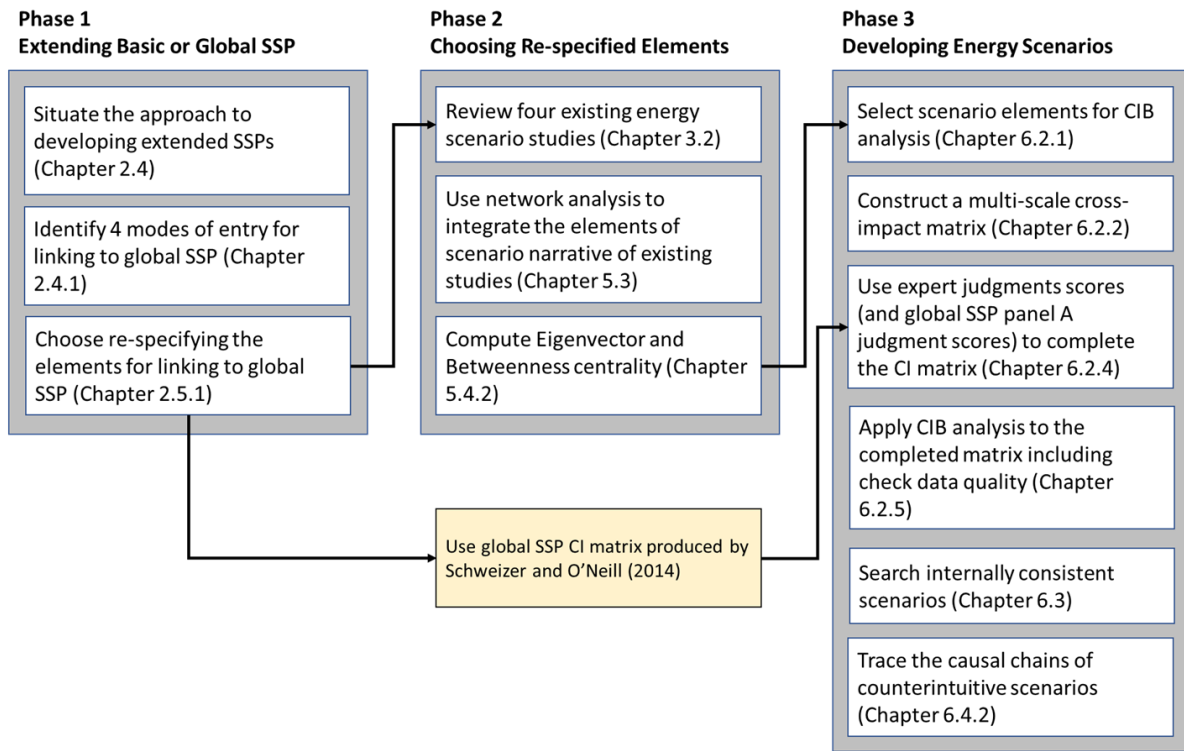 Phase 1
Extending Basic or Global SSP
Situate the approach to
developing extended SSPs
(Chapter 2.4)
Identify 4 modes of entry for
linking to global SSP (Chapter
2.4.1)
Choose re-specifying the
elements for linking to global
SSP (Chapter 2.5.1)
Phase 2
Choosing Re-specified Elements
Review four existing energy
scenario studies (Chapter 3.2)
Use network analysis to
integrate the elements of
scenario narrative of existing
studies (Chapter 5.3)
Compute Eigenvector and
Betweenness centrality (Chapter
5.4.2)
Use global SSP CI matrix produced by
Schweizer and O’Neill (2014)
Phase 3
Developing Energy Scenarios
Select scenario elements for CIB
analysis (Chapter 6.2.1)
Construct a multi-scale cross-
impact matrix (Chapter 6.2.2)
Use expert judgments scores
(and global SSP panel A
judgment scores) to complete
the CI matrix (Chapter 6.2.4)
Apply CIB analysis to the
completed matrix including
check data quality (Chapter
6.2.5)
Search internally consistent
scenarios (Chapter 6.3)
Trace the causal chains of
counterintuitive scenarios
(Chapter 6.4.2)